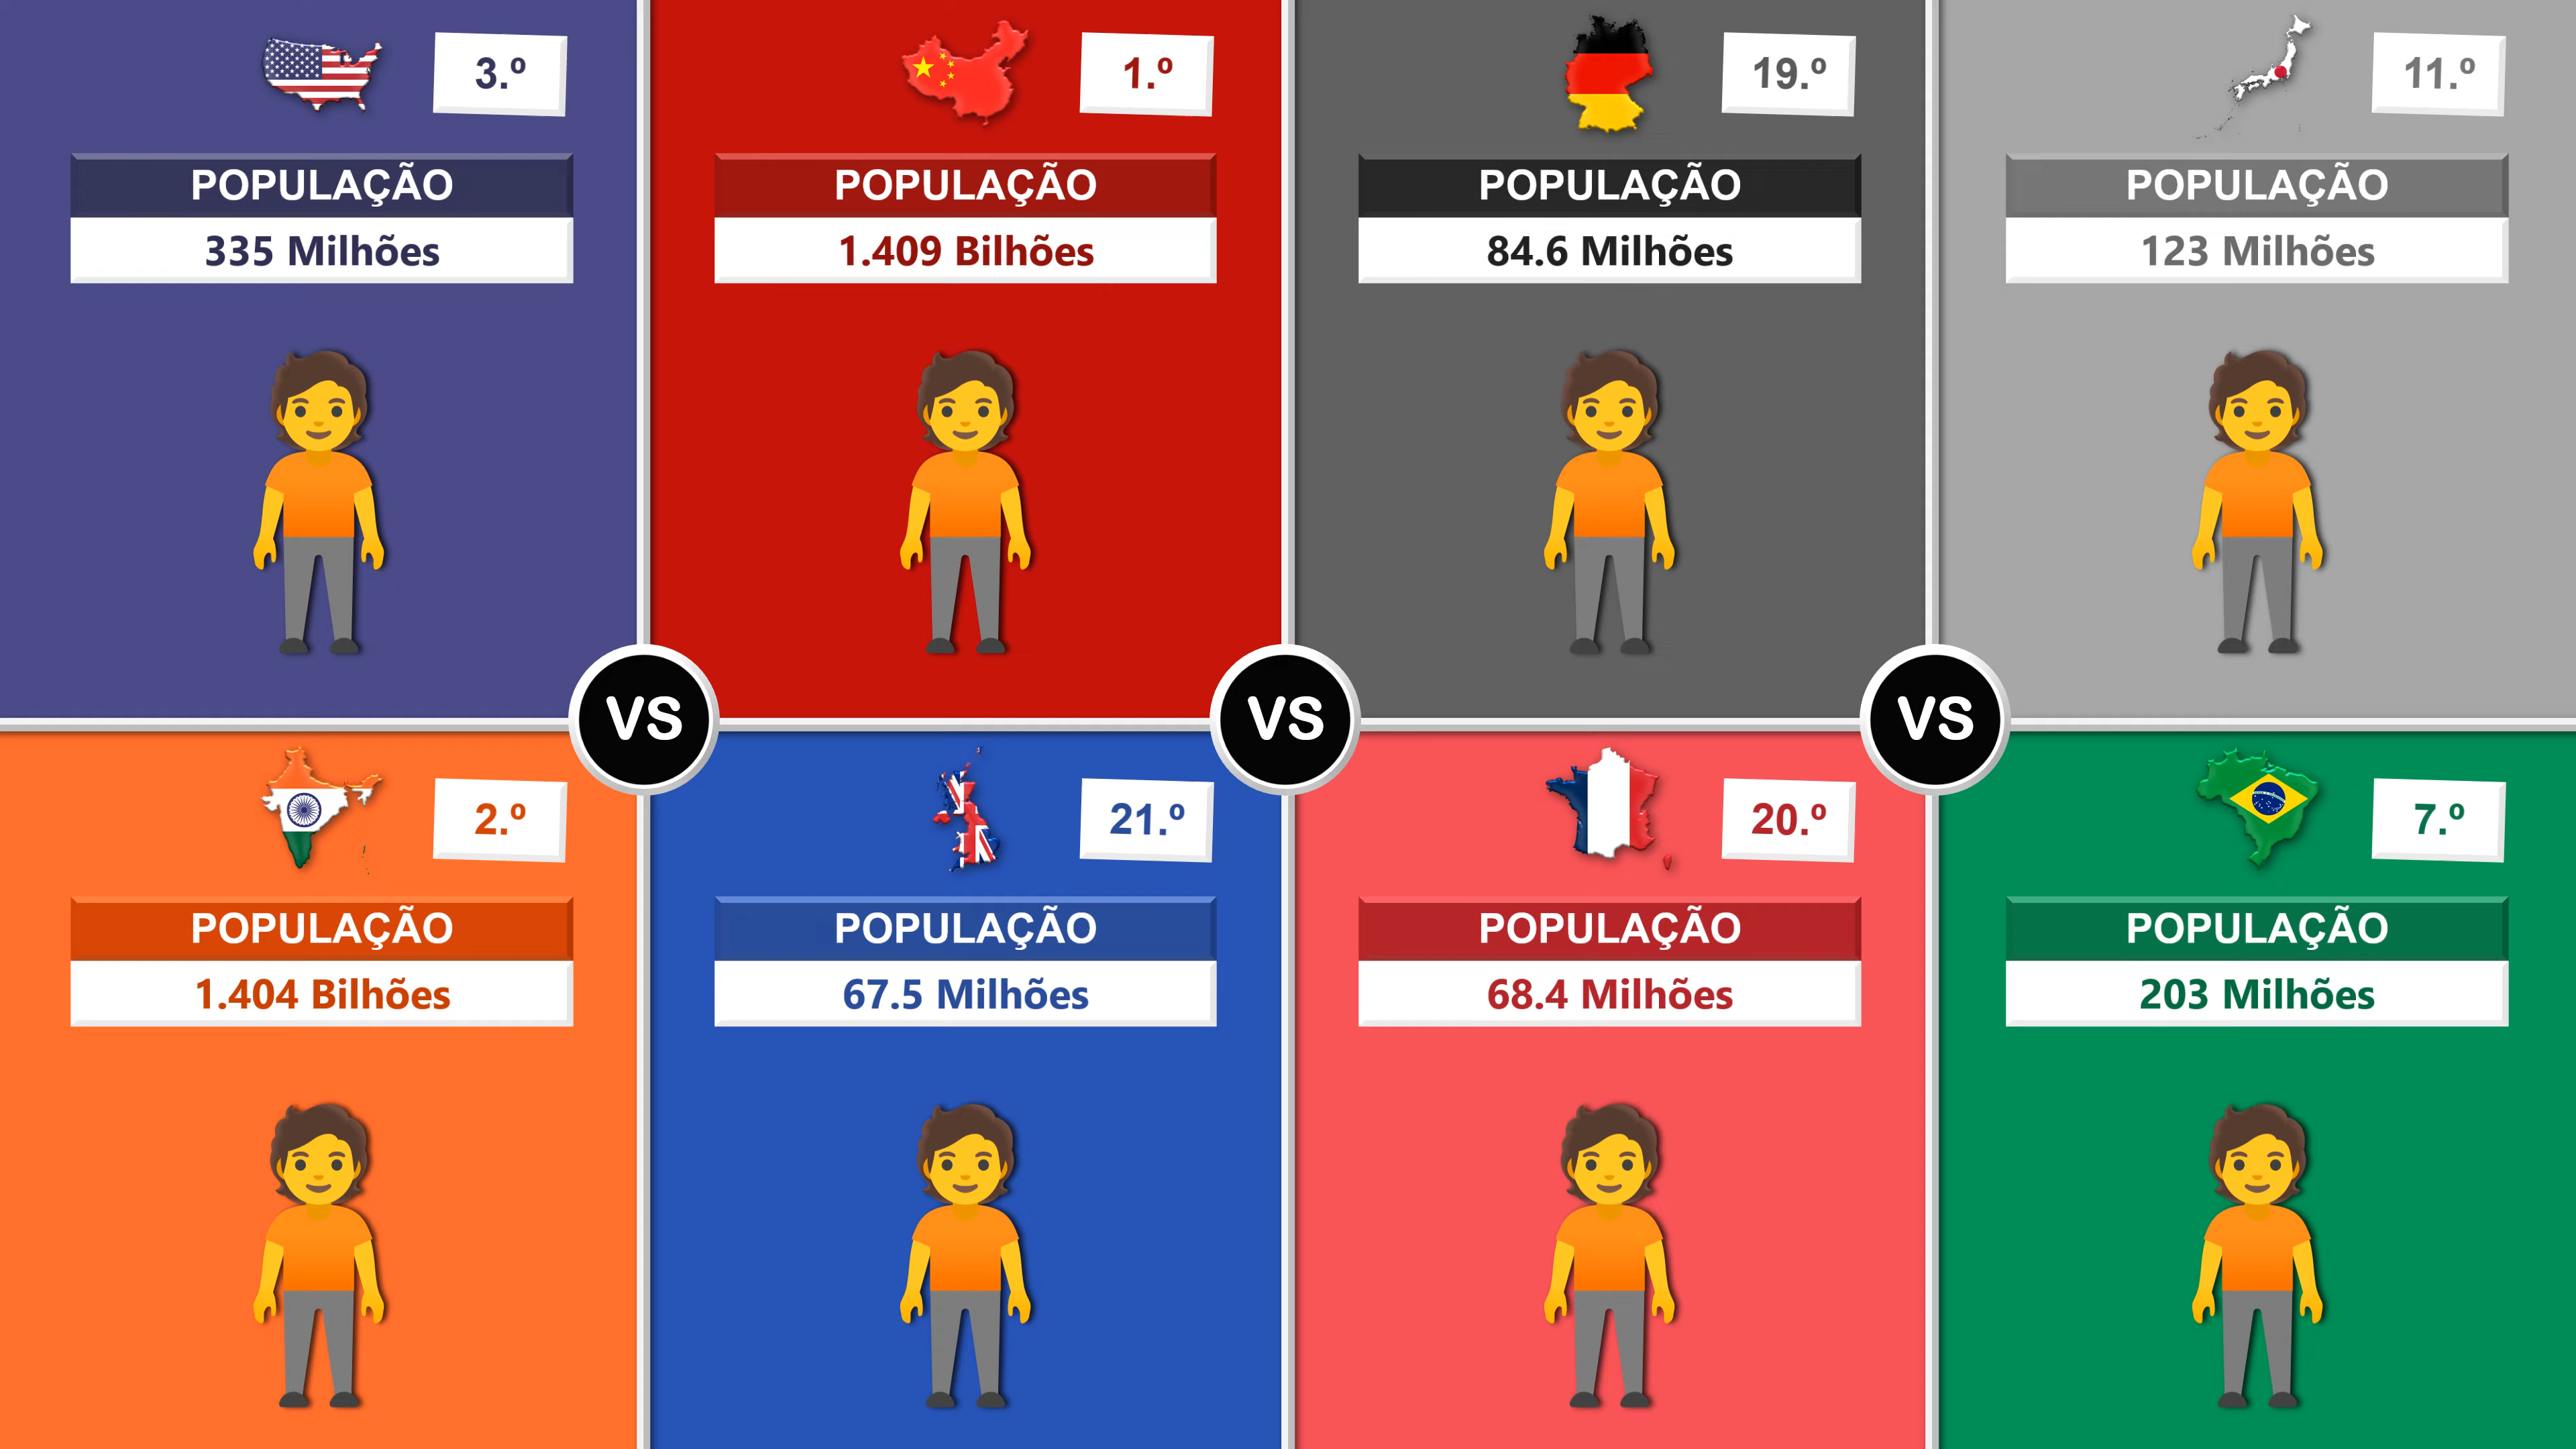 3.º
POPULAÇÃO
335 Milhões
1.º
POPULAÇÃO
1.409 Bilhões
19.º
POPULAÇÃO
84.6 Milhões
11.º
POPULAÇÃO
123 Milhões
VS
VS
VS
2.º
POPULAÇÃO
1.404 Bilhões
21.º
POPULAÇÃO
67.5 Milhões
20.º
POPULAÇÃO
68.4 Milhões
7.º
POPULAÇÃO
203 Milhões